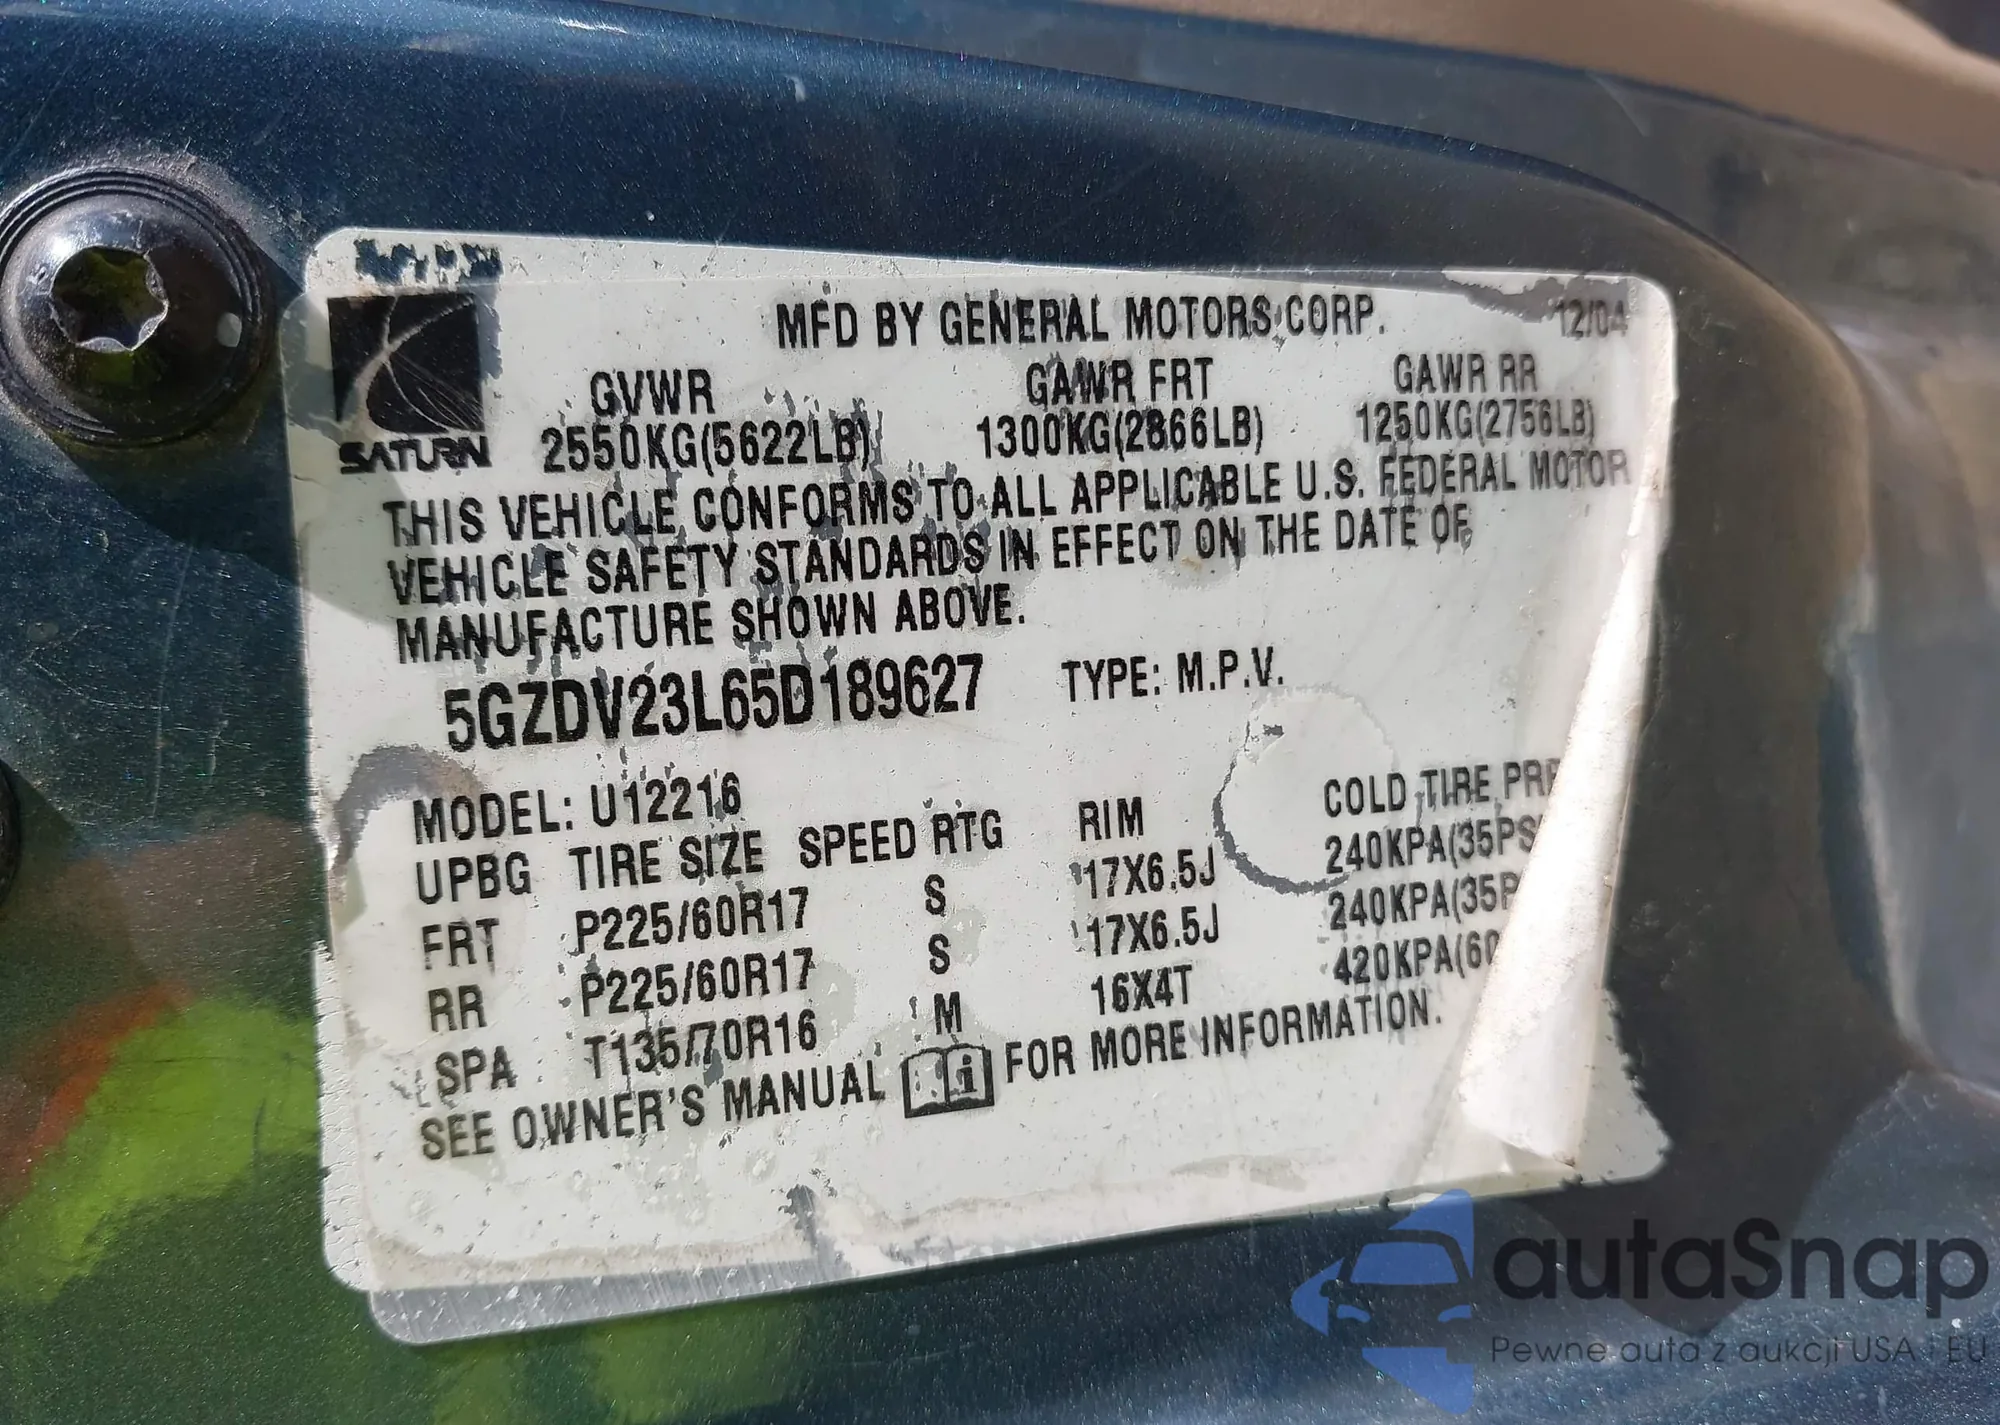 MFD BY GENERAL MOTORS CORP. 12/04
GVWR GAWR FRT GAWR RR
SATURN 2550KG(5622LB) 1300KG(2866LB) 1250KG(2756LB)
THIS VEHICLE CONFORMS TO ALL APPLICABLE U.S. FEDERAL MOTOR
VEHICLE SAFETY STANDARDS IN EFFECT ON THE DATE OF
MANUFACTURE SHOWN ABOVE.
5GZDV23L65D189627 TYPE: M.P.V.
MODEL: U12216
UPBG TIRE SIZE SPEED RTG RIM COLD TIRE PRE
FRT P225/60R17 S 17X6.5J 240KPA(35PS
RR P225/60R17 S 17X6.5J 240KPA(35P
SPA T135/70R16 M 16X4T 420KPA(60
SEE OWNER'S MANUAL FOR MORE INFORMATION.
autaSnap
Pewne auta z aukcji USA i EU